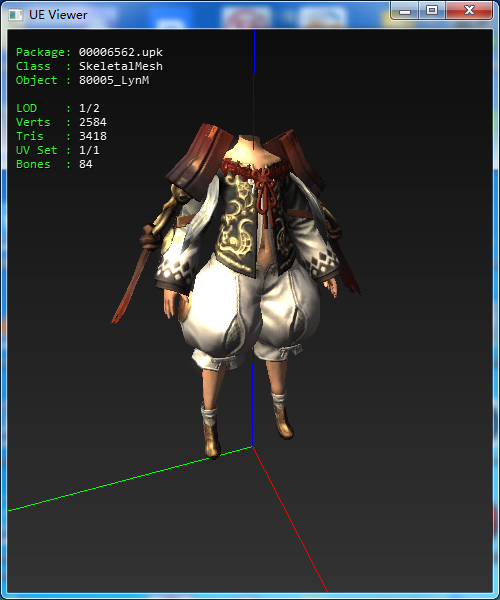 UE Viewer
Package: 00006562.upk
Class : SkeletalMesh
Object : 80005_LynM
LOD : 1/2
Verts : 2584
Tris : 3418
UV Set : 1/1
Bones : 84